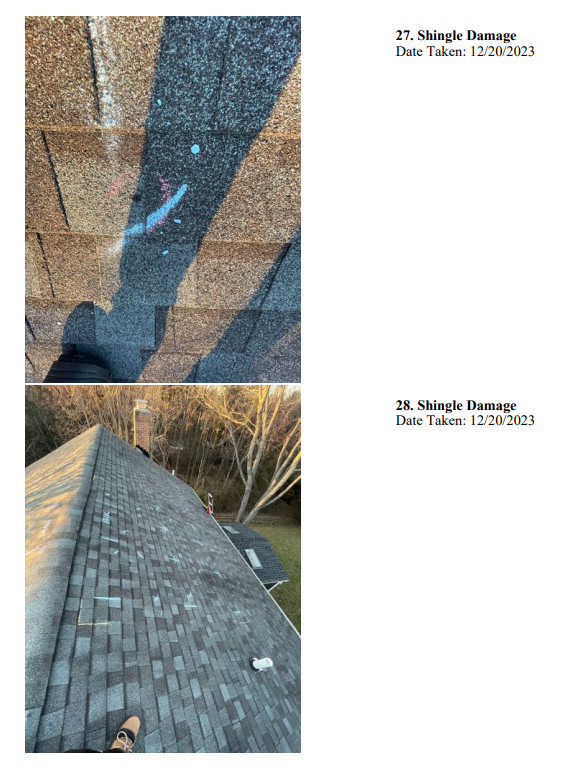 27. Shingle Damage
Date Taken: 12/20/2023
28. Shingle Damage
Date Taken: 12/20/2023